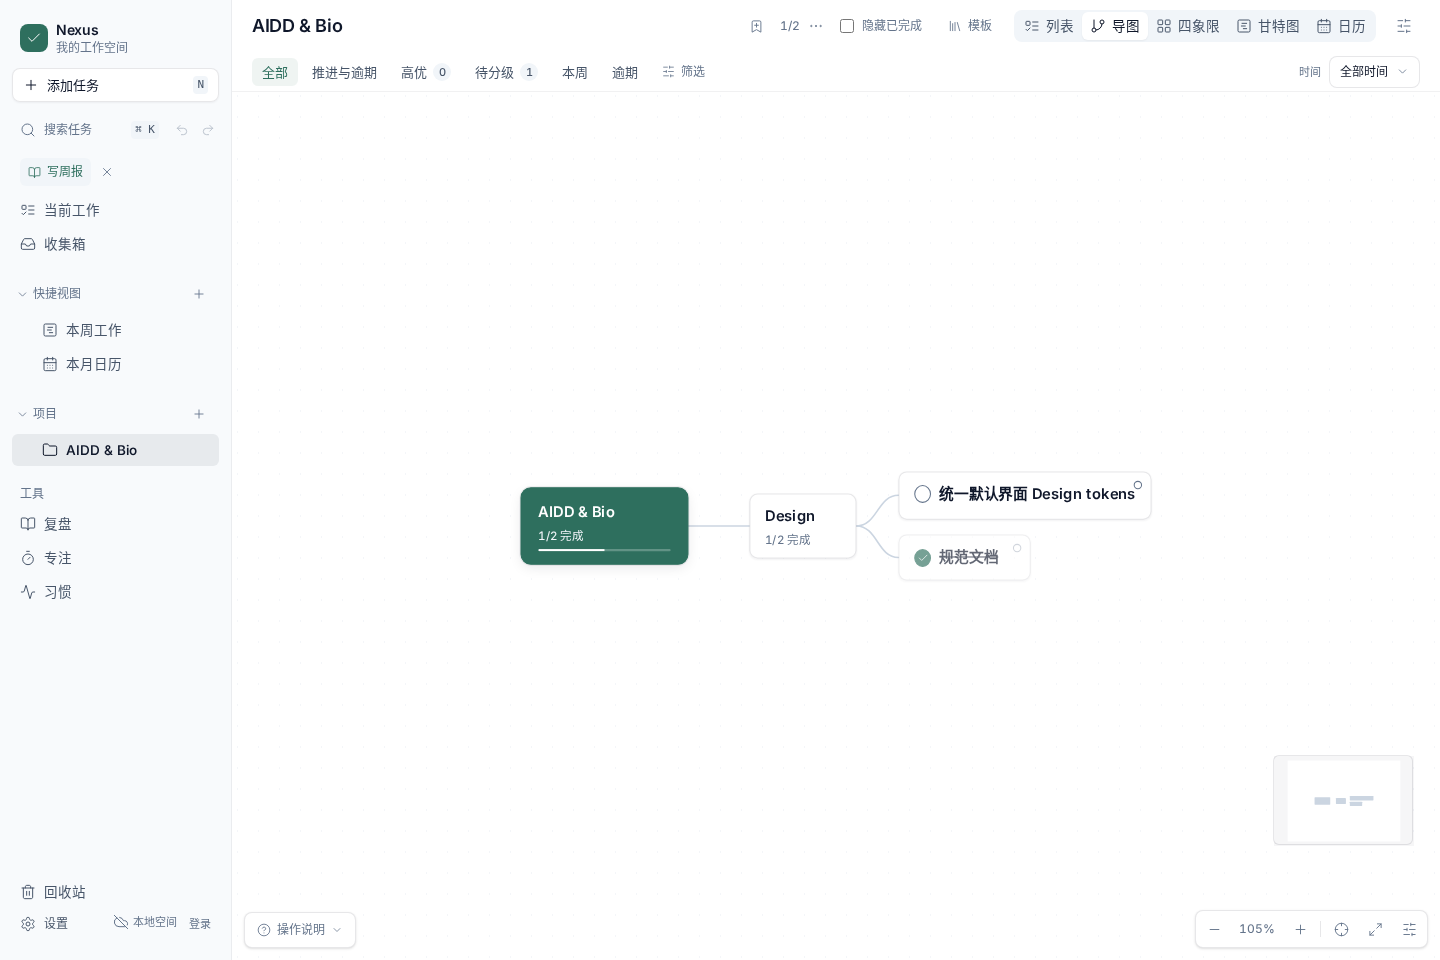 Nexus
我的工作空间
添加任务 N
搜索任务 ⌘ K
写周报
当前工作
收集箱
快捷视图
本周工作
本月日历
项目
AIDD & Bio
工具
复盘
专注
习惯
回收站
设置 本地空间 登录
AIDD & Bio 1/2 隐藏已完成 模板 列表 导图 四象限 甘特图 日历
全部 推进与逾期 高优 0 待分级 1 本周 逾期 筛选 时间 全部时间
AIDD & Bio
1/2 完成
Design
1/2 完成
统一默认界面 Design tokens
规范文档
操作说明
105%